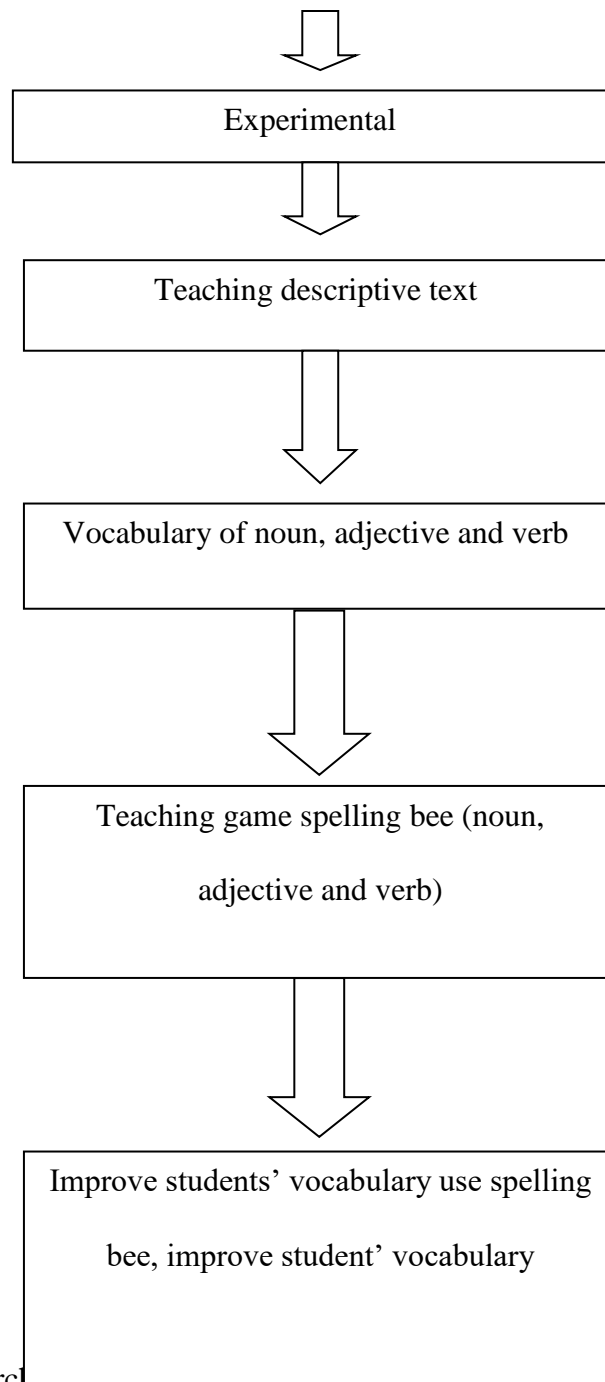 Experimental
Teaching descriptive text
Vocabulary of noun, adjective and verb
Teaching game spelling bee (noun,
adjective and verb)
Improve students’ vocabulary use spelling
bee, improve student’ vocabulary